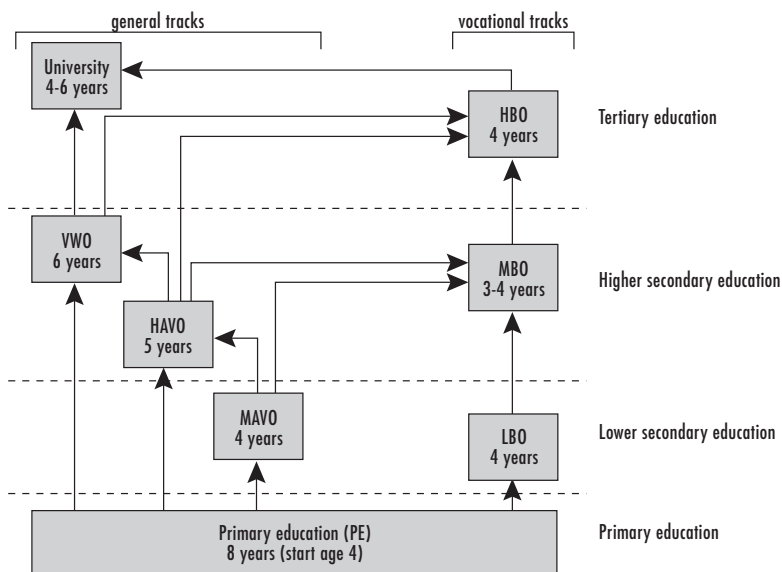 general tracks
vocational tracks
University
4-6 years
HBO
4 years
Tertiary education
VWO
6 years
MBO
3-4 years
Higher secondary education
HAVO
5 years
MAVO
4 years
LBO
4 years
Lower secondary education
Primary education (PE)
8 years (start age 4)
Primary education